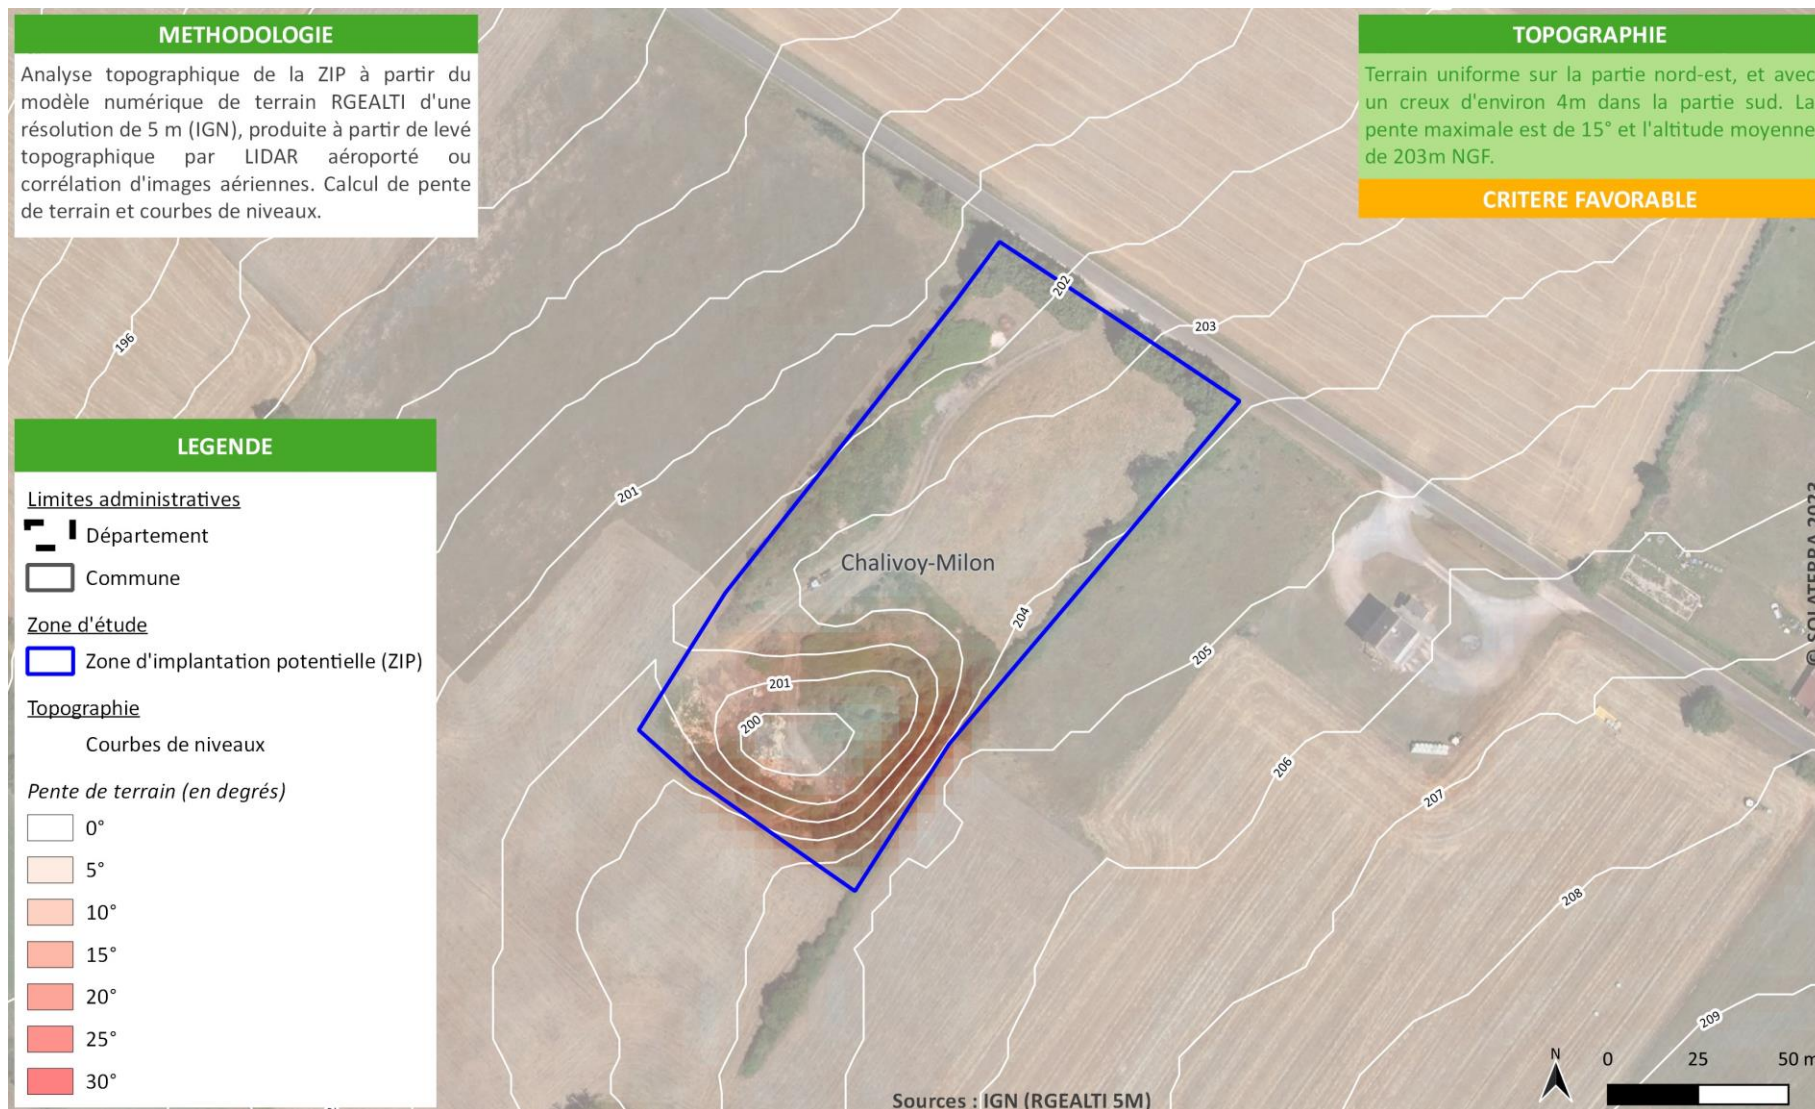 METHODOLOGIE
Analyse topographique de la ZIP à partir du
modèle numérique de terrain RGEALTI d'une
résolution de 5 m (IGN), produite à partir de levé
topographique par LIDAR aéroporté ou
corrélation d'images aériennes. Calcul de pente
de terrain et courbes de niveaux.
TOPOGRAPHIE
Terrain uniforme sur la partie nord-est, et avec
un creux d'environ 4m dans la partie sud. La
pente maximale est de 15° et l'altitude moyenne
de 203m NGF.
CRITERE FAVORABLE
202
203
196
201
Chalivoy-Milon
204
205
201
200
206
207
208
209
LEGENDE
Limites administratives
Département
Commune
Zone d'étude
Zone d'implantation potentielle (ZIP)
Topographie
Courbes de niveaux
Pente de terrain (en degrés)
0°
5°
10°
15°
20°
25°
30°
N
0 25 50 m
Sources : IGN (RGEALTI 5M)